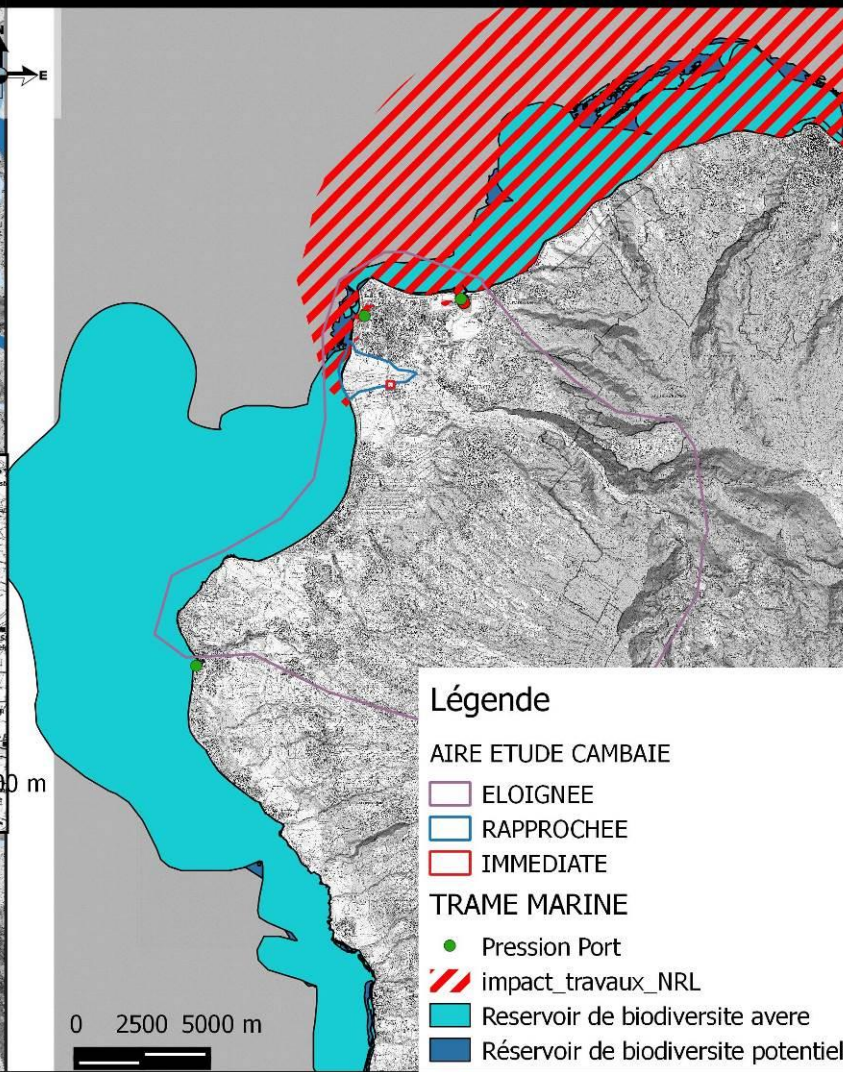 N
E
00 m
Légende
AIRE ETUDE CAMBAIE
ELOIGNEE
RAPPROCHEE
IMMEDIATE
TRAME MARINE
Pression Port
impact_travaux_NRL
Reservoir de biodiversite avere
Réservoir de biodiversite potentiel
0 2500 5000 m